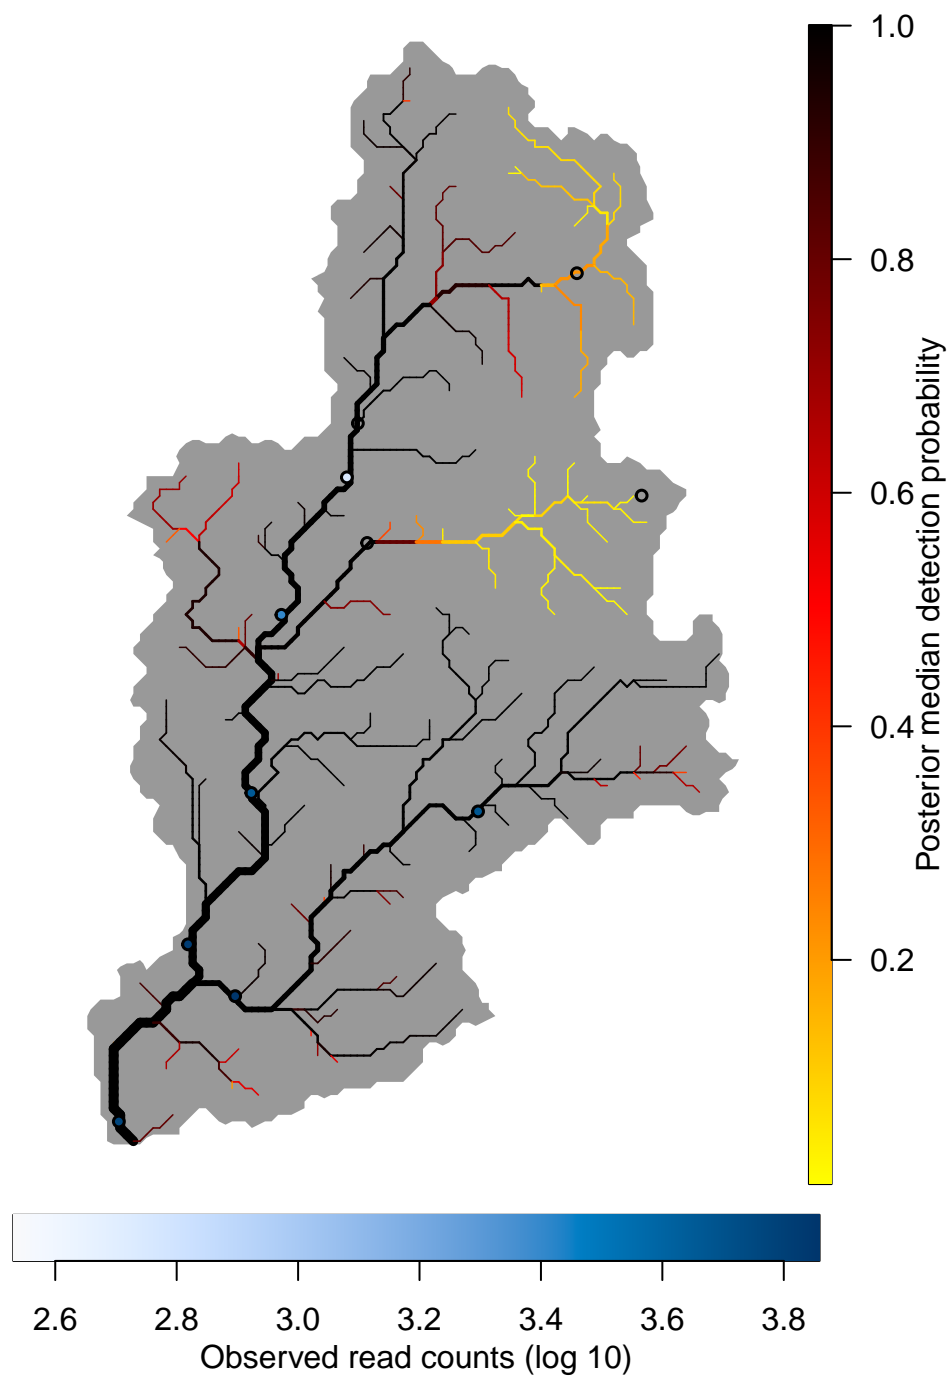 1.0
0.8
0.6
0.4
0.2
Posterior median detection probability
2.6 2.8 3.0 3.2 3.4 3.6 3.8
Observed read counts (log 10)